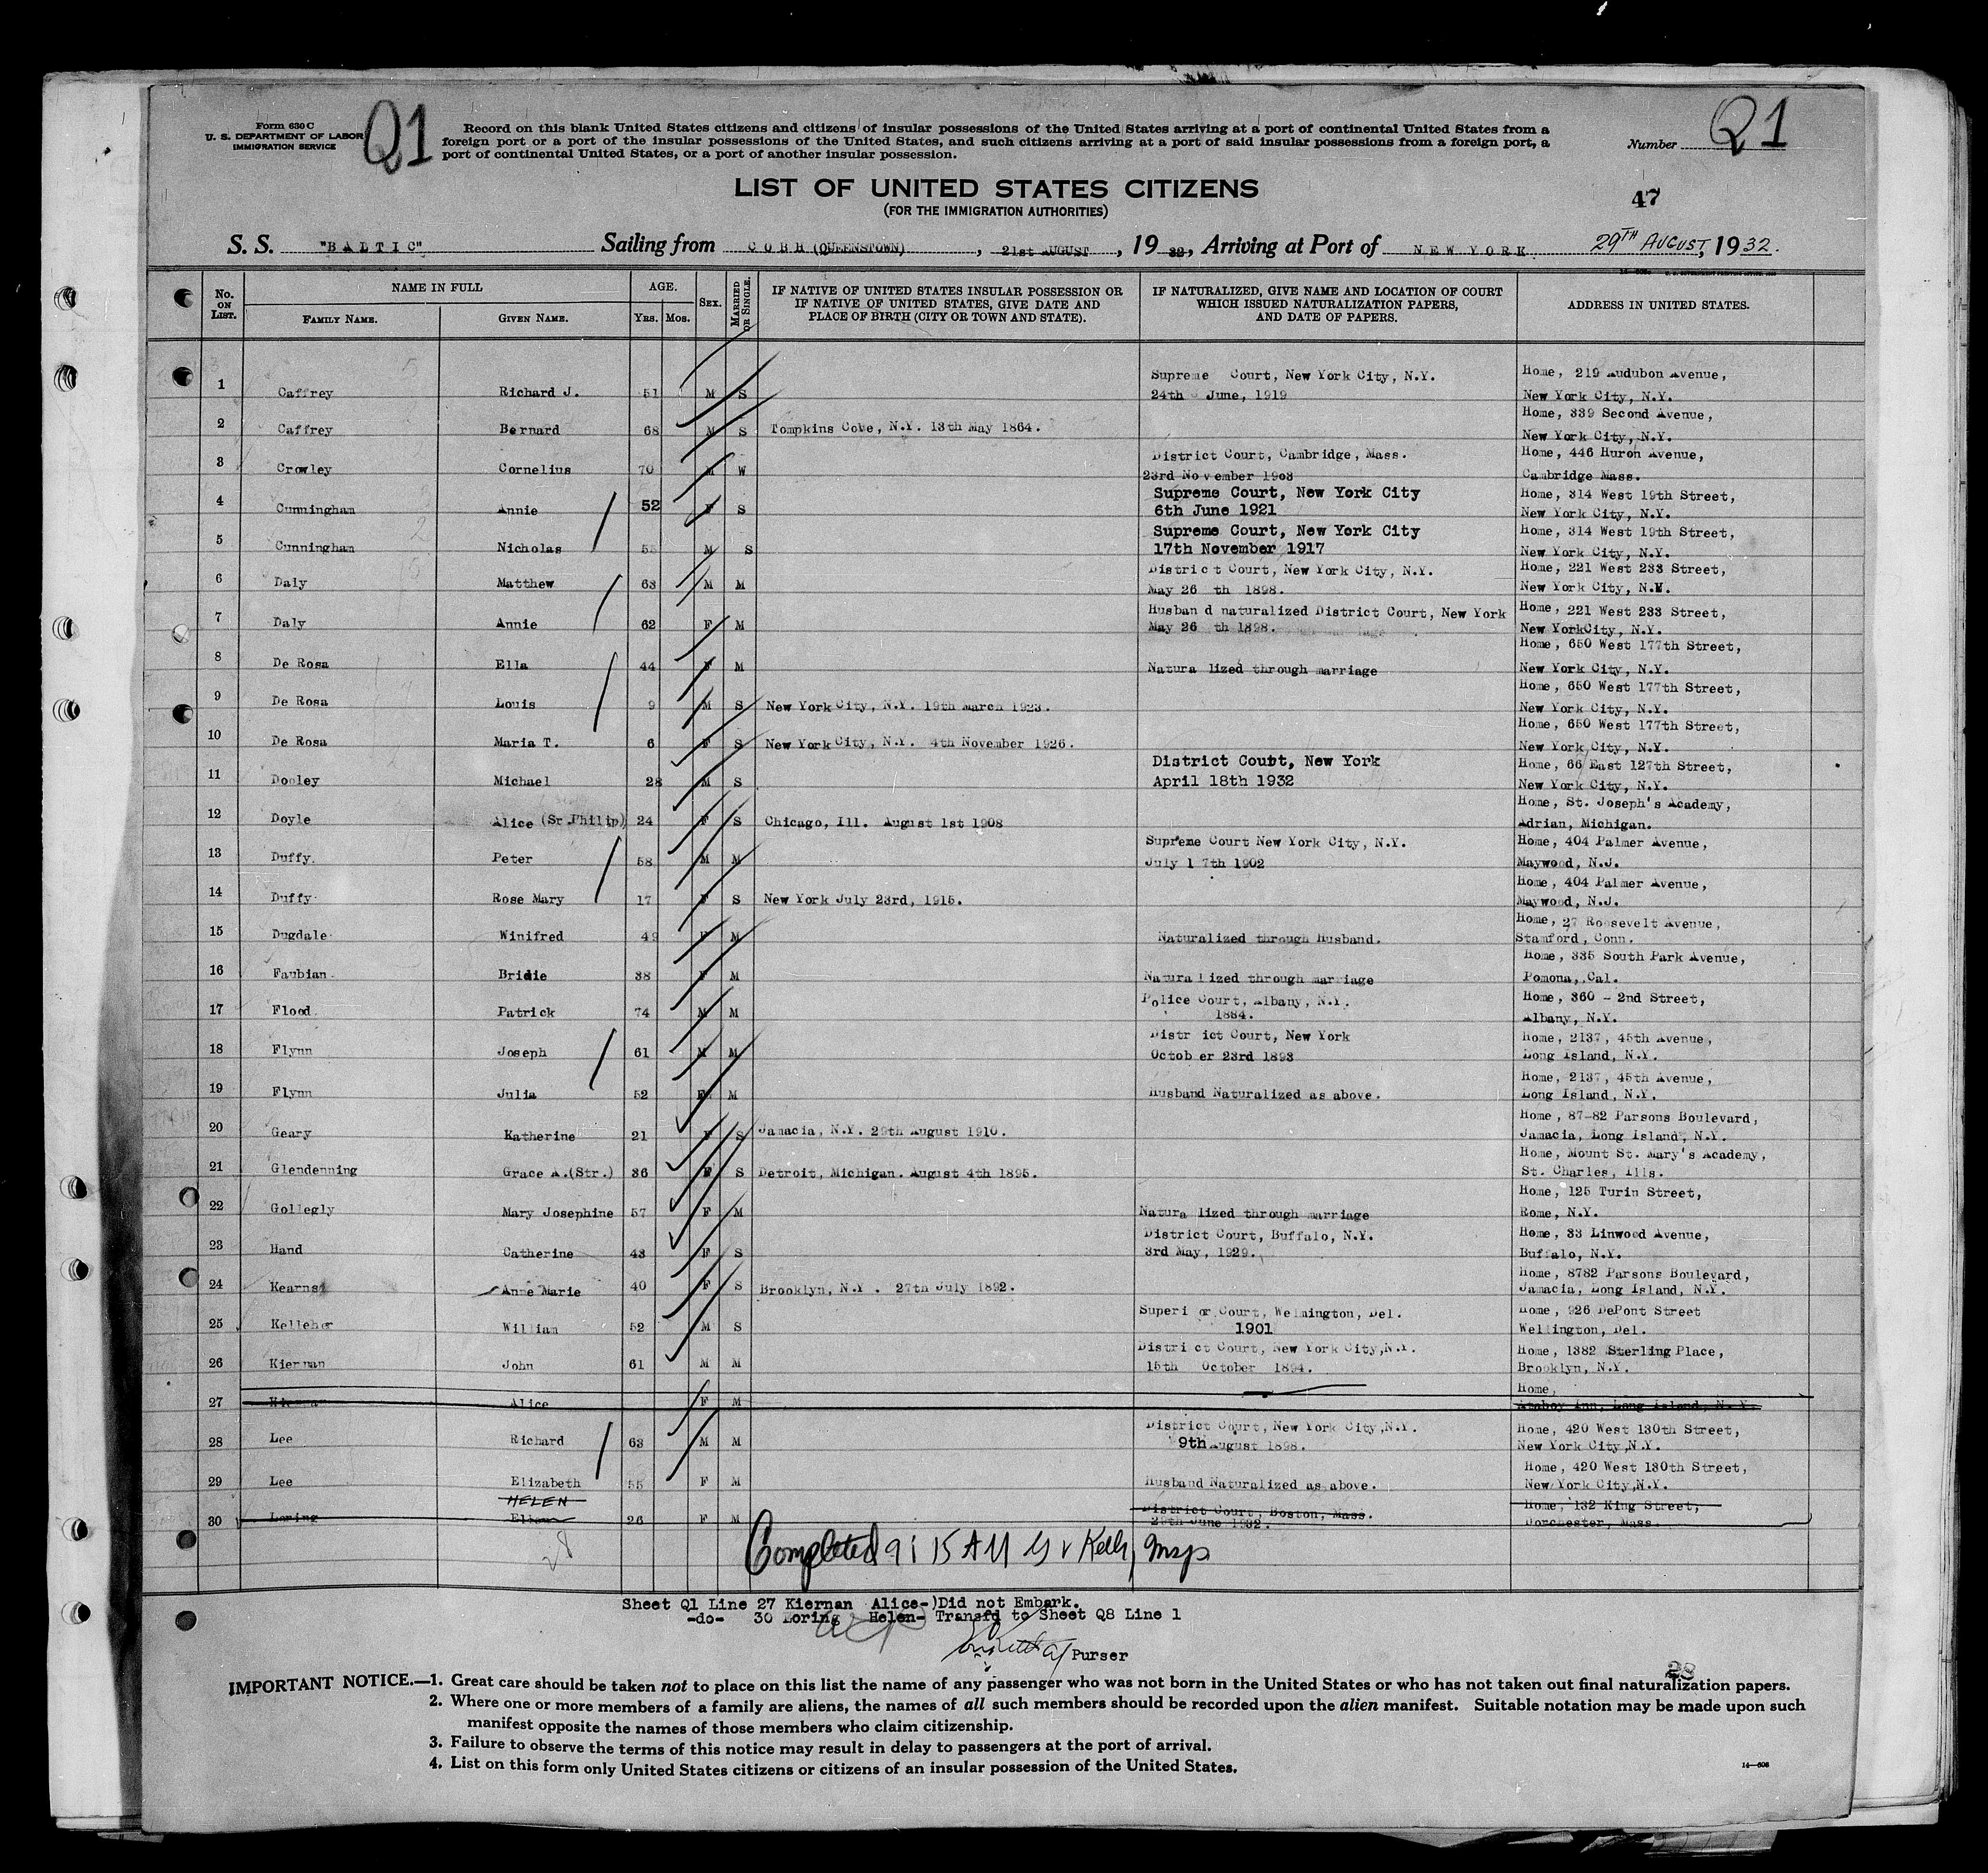 Form 630 C
U. S. DEPARTMENT OF LABOR
IMMIGRATION SERVICE
Q1
Record on this blank United States citizens and citizens of insular possessions of the United States arriving at a port of continental United States from a
foreign port or a port of the insular possessions of the United States, and such citizens arriving at a port of said insular possessions from a foreign port, a
port of continental United States, or a port of another insular possession.
Number Q1
LIST OF UNITED STATES CITIZENS
(FOR THE IMMIGRATION AUTHORITIES)
47
S. S. "BALTIC" Sailing from COBH (QUEENSTOWN), 21st AUGUST, 19 32, Arriving at Port of NEW YORK 29TH AUGUST, 1932.
No. ON LIST. NAME IN FULL FAMILY NAME. GIVEN NAME. AGE. YRS. MOS. SEX. MARRIED OR SINGLE. IF NATIVE OF UNITED STATES INSULAR POSSESSION OR IF NATIVE OF UNITED STATES, GIVE DATE AND PLACE OF BIRTH (CITY OR TOWN AND STATE). IF NATURALIZED, GIVE NAME AND LOCATION OF COURT WHICH ISSUED NATURALIZATION PAPERS, AND DATE OF PAPERS. ADDRESS IN UNITED STATES.
1 Caffrey Richard J. 51 M S Supreme Court, New York City, N.Y. 24th June, 1919 Home, 219 Audubon Avenue, New York City, N.Y.
2 Caffrey Bernard 68 M S Tompkins Cove, N.Y. 13th May 1864. Home, 339 Second Avenue, New York City, N.Y.
3 Crowley Cornelius 70 M W District Court, Cambridge, Mass. 23rd November 1908 Home, 446 Huron Avenue, Cambridge Mass.
4 Cunningham Annie 52 F S Supreme Court, New York City 6th June 1921 Home, 314 West 19th Street, New York City, N.Y.
5 Cunningham Nicholas 55 M S Supreme Court, New York City 17th November 1917 Home, 314 West 19th Street, New York City, N.Y.
6 Daly Matthew 63 M M District Court, New York City, N.Y. May 26 th 1898. Home, 221 West 233 Street, New York City, N.Y.
7 Daly Annie 62 F M Husband naturalized District Court, New York May 26 th 1898. Home, 221 West 233 Street, New YorkCity, N.Y.
8 De Rosa Ella 44 F M Naturalized through marriage Home, 650 West 177th Street, New York City, N.Y.
9 De Rosa Louis 9 M S New York City, N.Y. 19th March 1923. Home, 650 West 177th Street, New York City, N.Y.
10 De Rosa Maria T. 6 F S New York City, N.Y. 4th November 1926. Home, 650 West 177th Street, New York City, N.Y.
11 Dooley Michael 28 M S District Court, New York April 18th 1932 Home, 66 East 127th Street, New York City, N.Y.
12 Doyle Alice (Sr.Philip) 24 F S Chicago, Ill. August 1st 1908 Home, St. Joseph's Academy, Adrian, Michigan.
13 Duffy. Peter 58 M M Supreme Court New York City, N.Y. July 17th 1902 Home, 404 Palmer Avenue, Maywood, N.J.
14 Duffy Rose Mary 17 F S New York July 23rd, 1915. Home, 404 Palmer Avenue, Maywood, N.J.
15 Dugdale Winifred 49 F M Naturalized through Husband. Home, 27 Roosevelt Avenue, Stamford, Conn.
16 Faubian Bridie 38 F M Naturalized through marriage Home, 335 South Park Avenue, Pomona,.Cal.
17 Flood Patrick 74 M M Police Court, Albany, N.Y. 1884. Home, 360 - 2nd Street, Albany, N.Y.
18 Flynn Joseph 61 M M District Court, New York October 23rd 1893 Home, 2137, 45th Avenue, Long Island, N.Y.
19 Flynn Julia 52 F M Husband Naturalized as above. Home, 2137, 45th Avenue, Long Island, N.Y.
20 Geary Katherine 21 F S Jamacia, N.Y. 29th August 1910. Home, 87-82 Parsons Boulevard, Jamacia, Long Island, N.Y.
21 Glendenning Grace A.(Str.) 36 F S Detroit, Michigan. August 4th 1895. Home, Mount St. Mary's Academy, St. Charles, Ills.
22 Gollegly Mary Josephine 57 F M Naturalized through marriage Home, 125 Turin Street, Rome, N.Y.
23 Hand Catherine 43 F S District Court, Buffalo, N.Y. 3rd May, 1929. Home, 33 Linwood Avenue, Buffalo, N.Y.
24 Kearns Anne Marie 40 F S Brooklyn, N.Y. 27th July 1892. Home, 8782 Parsons Boulevard, Jamacia, Long Island, N.Y.
25 Kelleher William 52 M S Superior Court, Welmington, Del. 1901 Home, 926 DePont Street Wellington, Del.
26 Kiernan John 61 M M District Court, New York City,N.Y. 15th October 1894. Home, 1382 Sterling Place, Brooklyn, N.Y.
27 Alice F M Home, Inn, Long Island, N.Y.
28 Lee Richard 63 M M District Court, New York City,N.Y. 9th August 1898. Home, 420 West 130th Street, New York City,N.Y.
29 Lee Elizabeth 55 F M Husband Naturalized as above. Home, 420 West 130th Street, New York City,N.Y.
HELEN
30 Loring 26 F M District Court, Boston, Mass. 29th June 1932. Home, 132 King Street, Dorchester, Mass.
28
Completed 9:15 AM
Sheet Q1 Line 27 Kiernan Alice-)Did not Embark.
-do- 30 Loring Helen- Transfd to Sheet Q8 Line 1
Purser
28
IMPORTANT NOTICE.—1. Great care should be taken not to place on this list the name of any passenger who was not born in the United States or who has not taken out final naturalization papers.
2. Where one or more members of a family are aliens, the names of all such members should be recorded upon the alien manifest. Suitable notation may be made upon such
manifest opposite the names of those members who claim citizenship.
3. Failure to observe the terms of this notice may result in delay to passengers at the port of arrival.
4. List on this form only United States citizens or citizens of an insular possession of the United States.
14—608